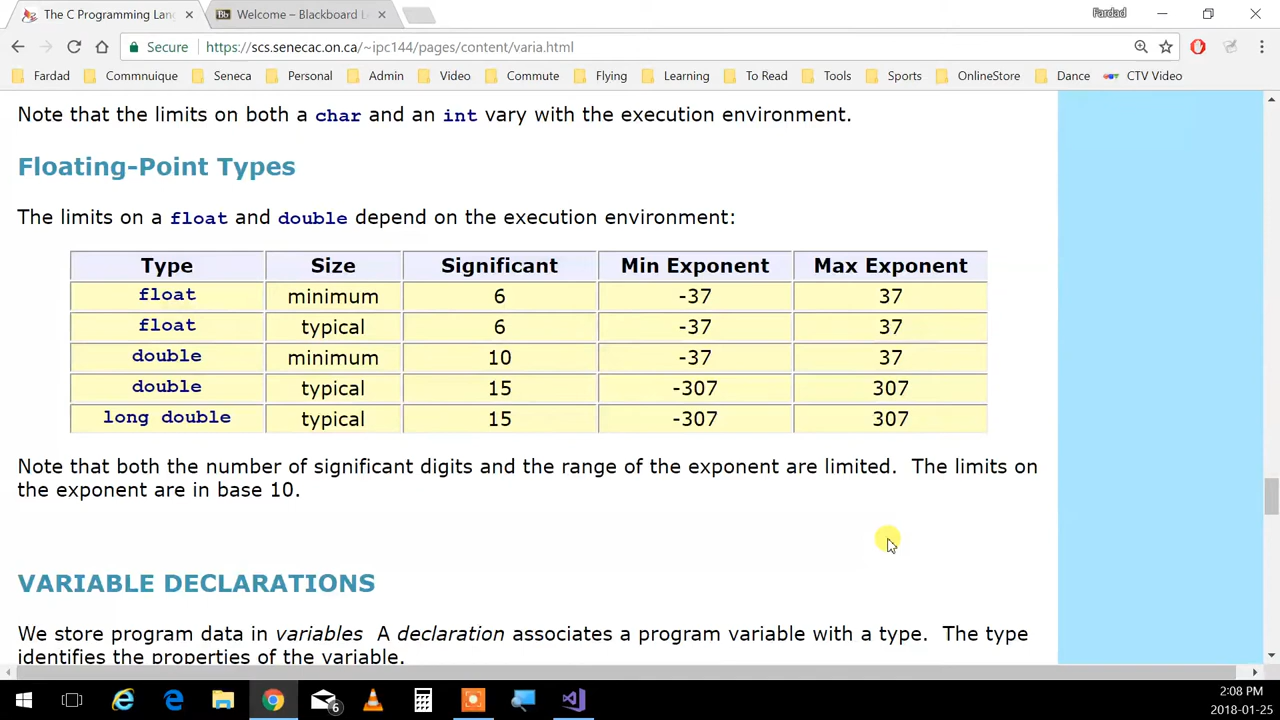 The C Programming Lan
Welcome – Blackboard L
Fardad
Secure
https://scs.senecac.on.ca/~ipc144/pages/content/varia.html
Fardad Commnuique Seneca Personal Admin Video Commute Flying Learning To Read Tools Sports OnlineStore Dance CTV Video
Note that the limits on both a char and an int vary with the execution environment.
Floating-Point Types
The limits on a float and double depend on the execution environment:
Type Size Significant Min Exponent Max Exponent
float minimum 6 -37 37
float typical 6 -37 37
double minimum 10 -37 37
double typical 15 -307 307
long double typical 15 -307 307
Note that both the number of significant digits and the range of the exponent are limited. The limits on
the exponent are in base 10.
VARIABLE DECLARATIONS
We store program data in variables A declaration associates a program variable with a type. The type
identifies the properties of the variable.
6
2:08 PM
2018-01-25